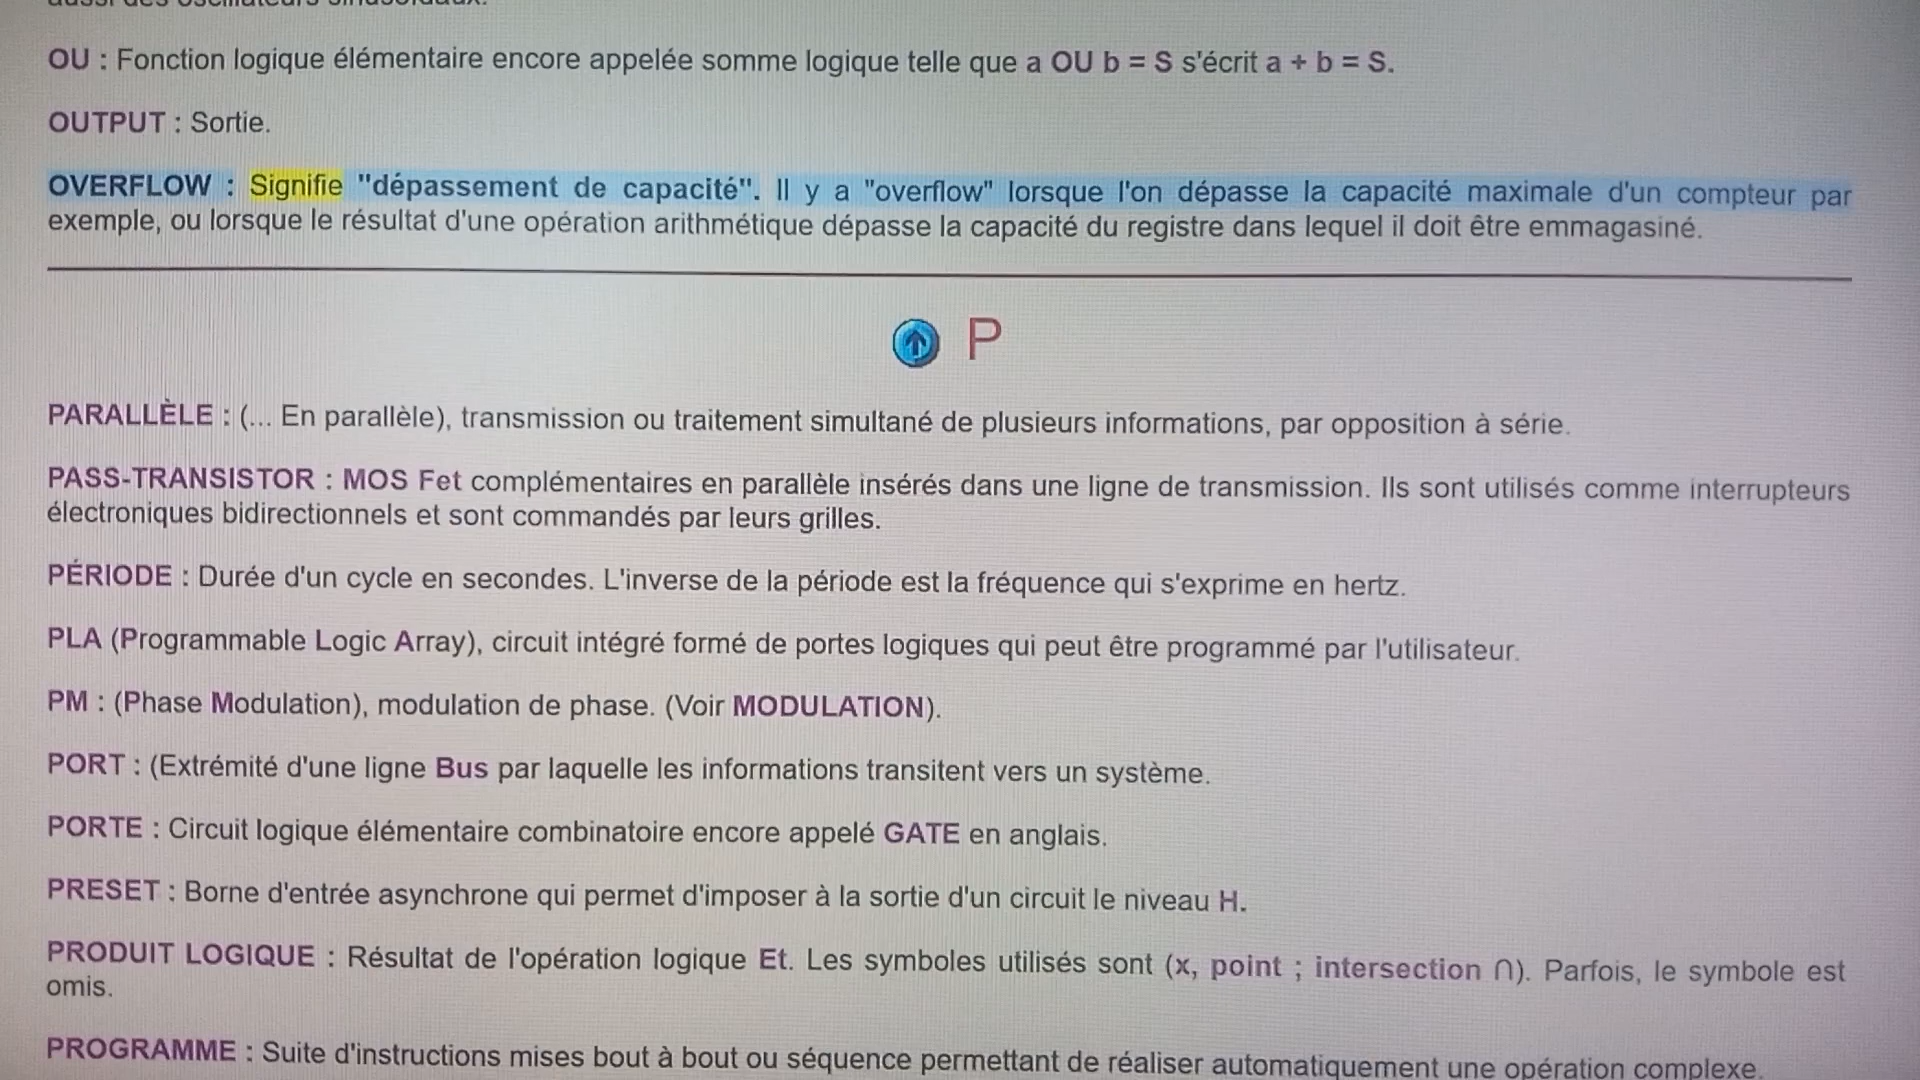 OU : Fonction logique élémentaire encore appelée somme logique telle que a OU b = S s'écrit a + b = S.
OUTPUT : Sortie.
OVERFLOW : Signifie "dépassement de capacité". Il y a "overflow" lorsque l'on dépasse la capacité maximale d'un compteur par
exemple, ou lorsque le résultat d'une opération arithmétique dépasse la capacité du registre dans lequel il doit être emmagasiné.
P
PARALLÈLE : (... En parallèle), transmission ou traitement simultané de plusieurs informations, par opposition à série.
PASS-TRANSISTOR : MOS Fet complémentaires en parallèle insérés dans une ligne de transmission. Ils sont utilisés comme interrupteurs
électroniques bidirectionnels et sont commandés par leurs grilles.
PÉRIODE : Durée d'un cycle en secondes. L'inverse de la période est la fréquence qui s'exprime en hertz.
PLA (Programmable Logic Array), circuit intégré formé de portes logiques qui peut être programmé par l'utilisateur.
PM : (Phase Modulation), modulation de phase. (Voir MODULATION).
PORT : (Extrémité d'une ligne Bus par laquelle les informations transitent vers un système.
PORTE : Circuit logique élémentaire combinatoire encore appelé GATE en anglais.
PRESET : Borne d'entrée asynchrone qui permet d'imposer à la sortie d'un circuit le niveau H.
PRODUIT LOGIQUE : Résultat de l'opération logique Et. Les symboles utilisés sont (x, point ; intersection ∩). Parfois, le symbole est
omis.
PROGRAMME : Suite d'instructions mises bout à bout ou séquence permettant de réaliser automatiquement une opération complexe.